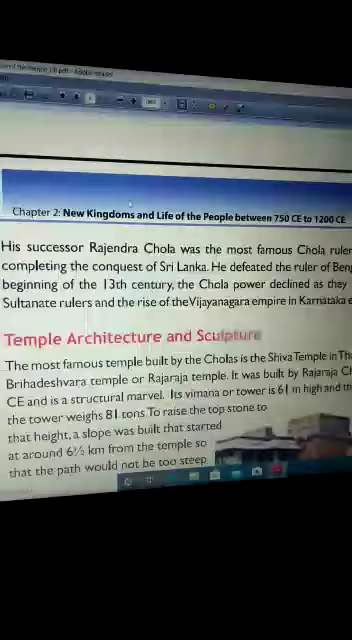 Chapter 2: New Kingdoms and Life of the People between 750 CE to 1200 CE
His successor Rajendra Chola was the most famous Chola ruler
completing the conquest of Sri Lanka. He defeated the ruler of
beginning of the 13th century, the Chola power declined as they
Sultanate rulers and the rise of the Vijayanagara empire in Karnataka
Temple Architecture and Sculpture
The most famous temple built by the Cholas is the Shiva Temple in
Brihadeshvara temple or Rajaraja temple. It was built by Rajaraja
CE and is a structural marvel. Its vimana or tower is 61 m high and
the tower weighs 81 tons. To raise the top stone to
that height, a slope was built that started
at around 6½ km from the temple so
that the path would not be too steep